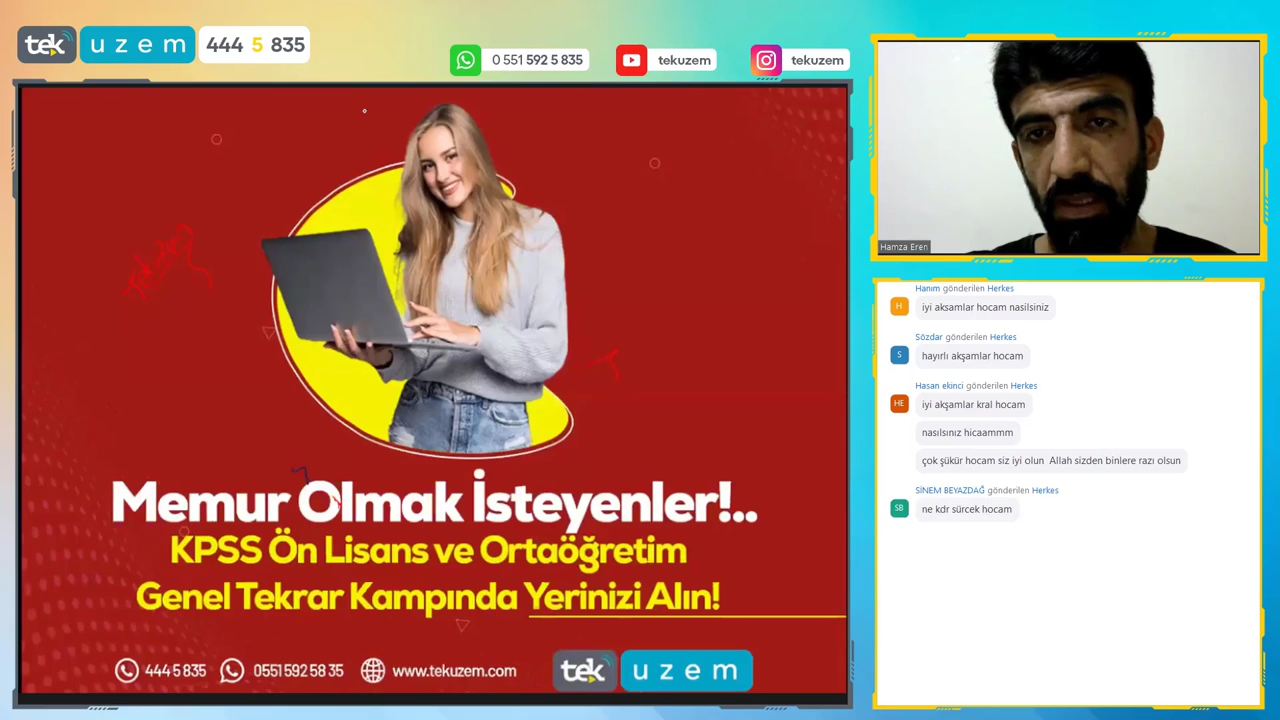 tek uzem 444 5 835
0 551 592 5 835
tekuzem
tekuzem
Memur Olmak İsteyenler!..
KPSS Ön Lisans ve Ortaöğretim
Genel Tekrar Kampında Yerinizi Alın!
444 5 835 0551 592 58 35 www.tekuzem.com tek uzem
Hamza Eren
Hanım gönderilen Herkes
H
iyi aksamlar hocam nasilsiniz
Sözdar gönderilen Herkes
S
hayırlı akşamlar hocam
Hasan ekinci gönderilen Herkes
HE
iyi akşamlar kral hocam
nasılsınız hicaammm
çok şükür hocam siz iyi olun Allah sizden binlere razı olsun
SİNEM BEYAZDAĞ gönderilen Herkes
SB
ne kdr sürcek hocam